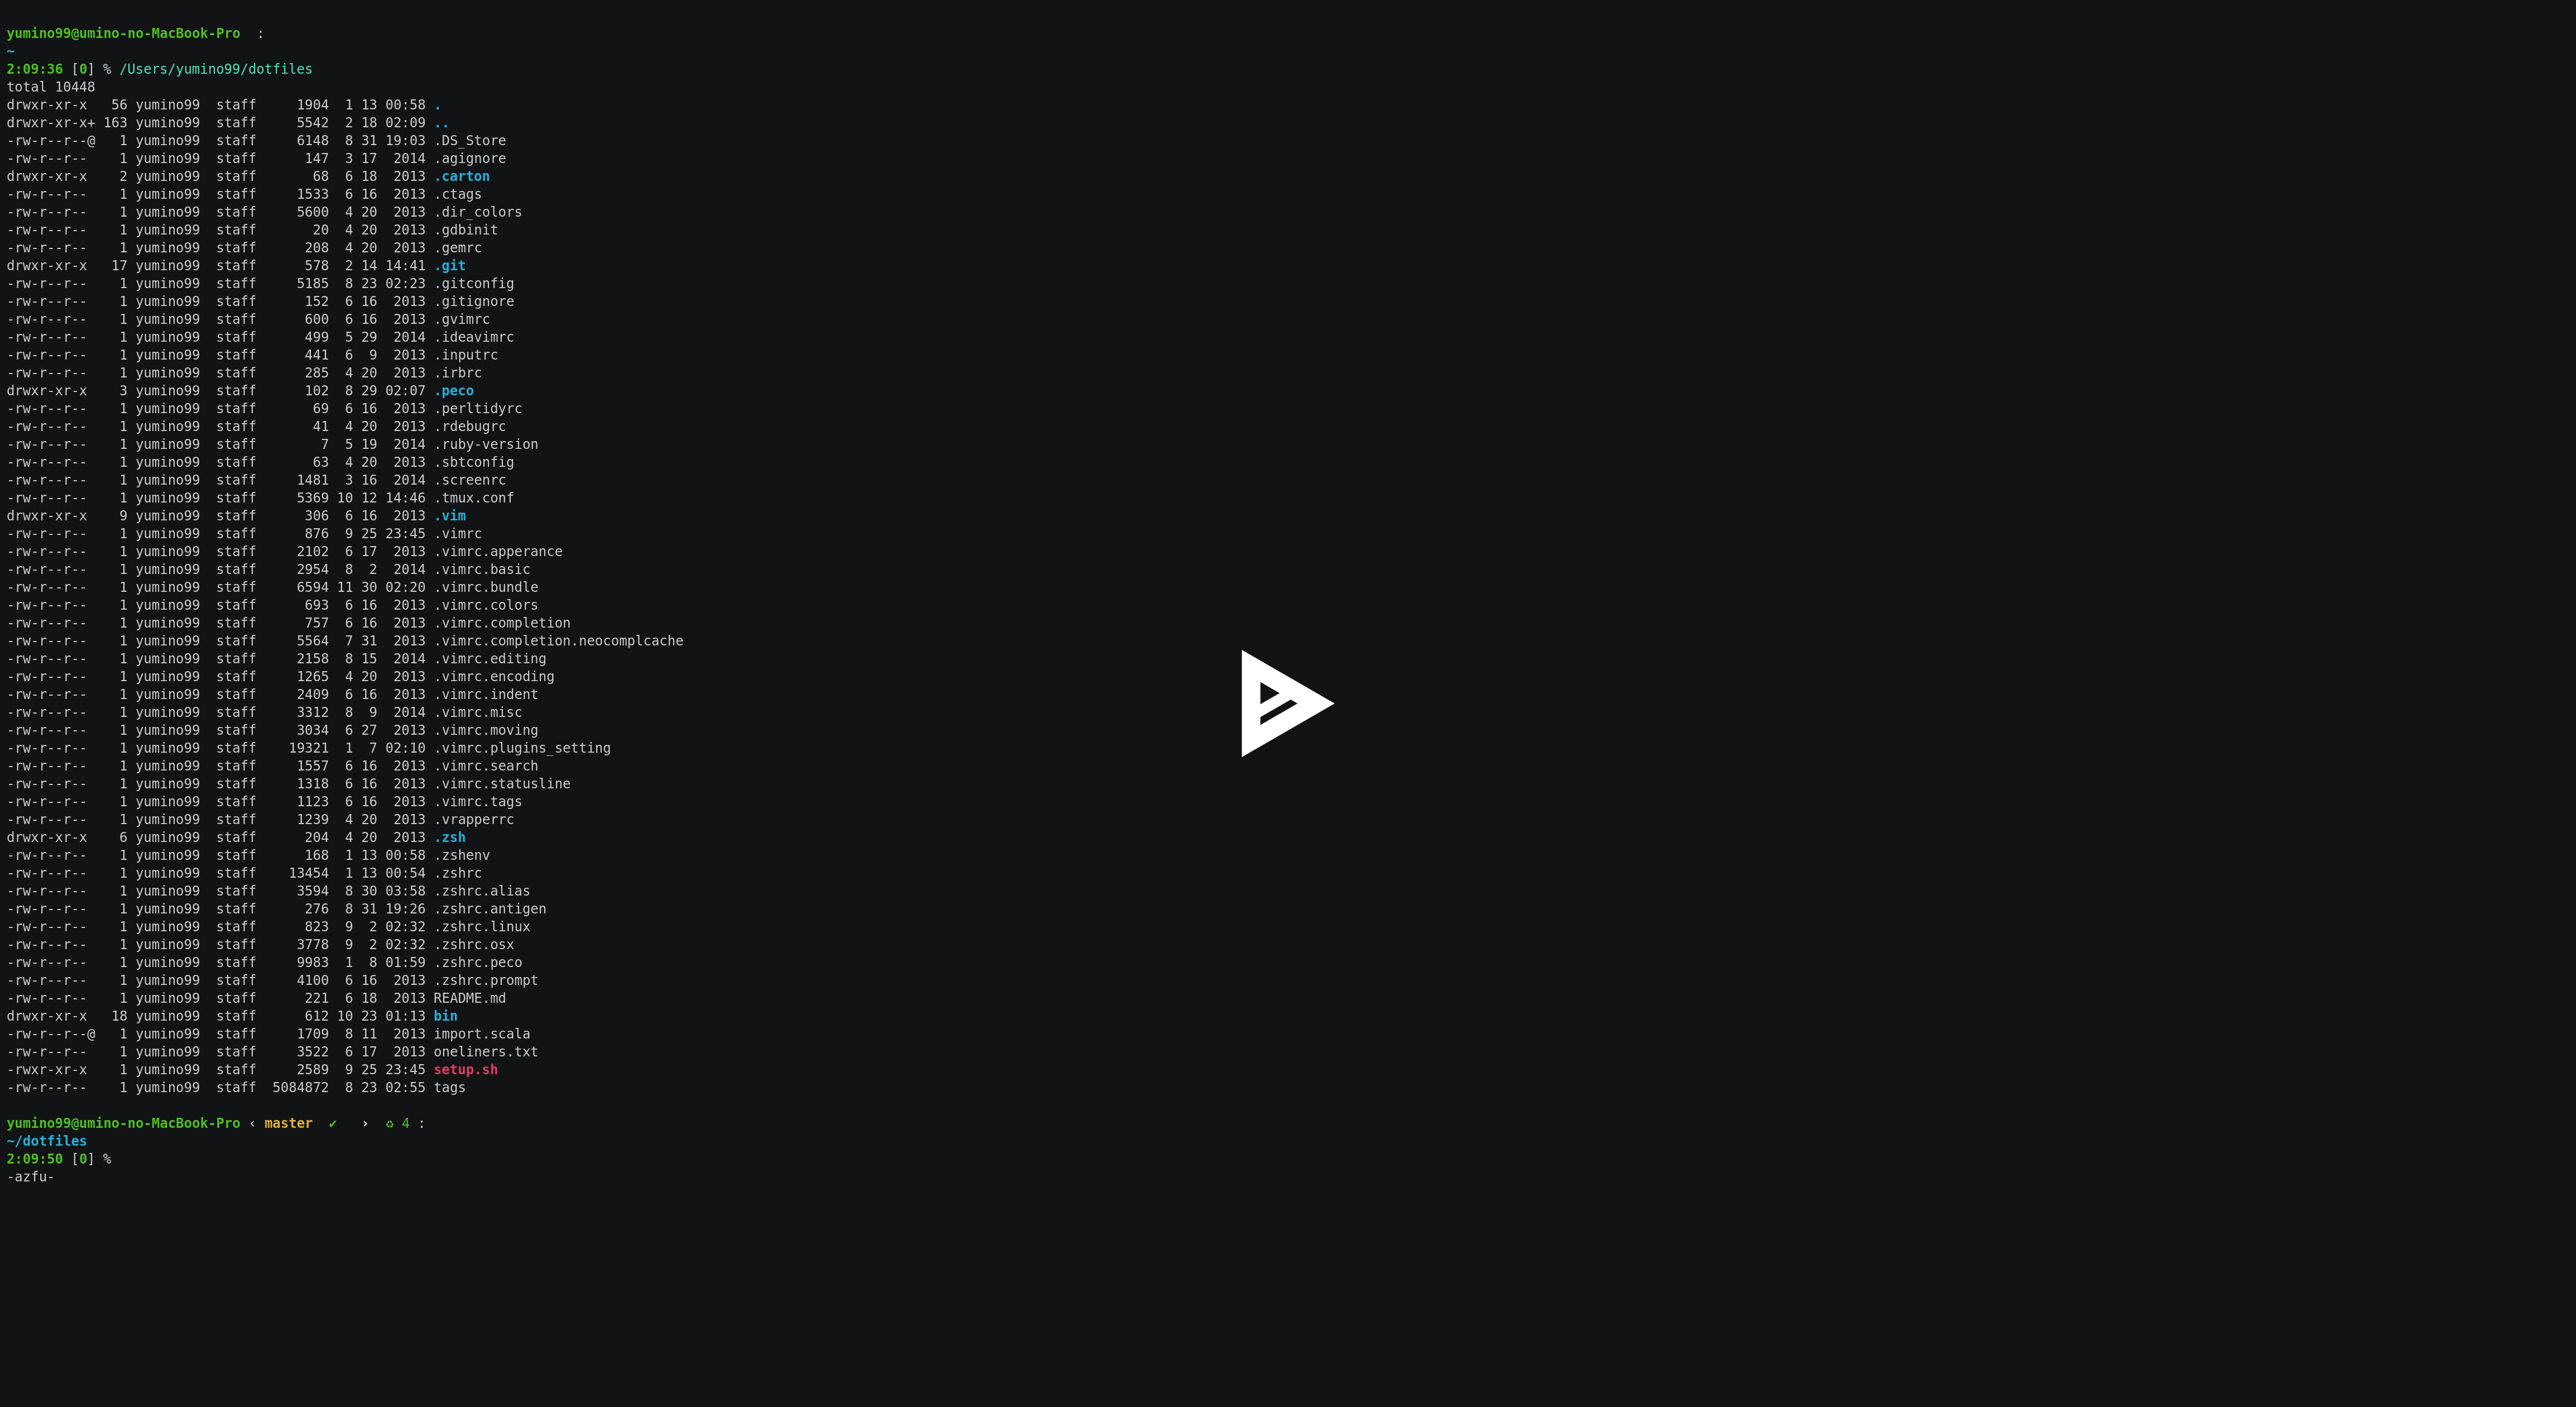 yumino99@umino-no-MacBook-Pro  :
~
2:09:36 [0] % /Users/yumino99/dotfiles
total 10448
drwxr-xr-x   56 yumino99  staff     1904  1 13 00:58 .
drwxr-xr-x+ 163 yumino99  staff     5542  2 18 02:09 ..
-rw-r--r--@   1 yumino99  staff     6148  8 31 19:03 .DS_Store
-rw-r--r--    1 yumino99  staff      147  3 17  2014 .agignore
drwxr-xr-x    2 yumino99  staff       68  6 18  2013 .carton
-rw-r--r--    1 yumino99  staff     1533  6 16  2013 .ctags
-rw-r--r--    1 yumino99  staff     5600  4 20  2013 .dir_colors
-rw-r--r--    1 yumino99  staff       20  4 20  2013 .gdbinit
-rw-r--r--    1 yumino99  staff      208  4 20  2013 .gemrc
drwxr-xr-x   17 yumino99  staff      578  2 14 14:41 .git
-rw-r--r--    1 yumino99  staff     5185  8 23 02:23 .gitconfig
-rw-r--r--    1 yumino99  staff      152  6 16  2013 .gitignore
-rw-r--r--    1 yumino99  staff      600  6 16  2013 .gvimrc
-rw-r--r--    1 yumino99  staff      499  5 29  2014 .ideavimrc
-rw-r--r--    1 yumino99  staff      441  6  9  2013 .inputrc
-rw-r--r--    1 yumino99  staff      285  4 20  2013 .irbrc
drwxr-xr-x    3 yumino99  staff      102  8 29 02:07 .peco
-rw-r--r--    1 yumino99  staff       69  6 16  2013 .perltidyrc
-rw-r--r--    1 yumino99  staff       41  4 20  2013 .rdebugrc
-rw-r--r--    1 yumino99  staff        7  5 19  2014 .ruby-version
-rw-r--r--    1 yumino99  staff       63  4 20  2013 .sbtconfig
-rw-r--r--    1 yumino99  staff     1481  3 16  2014 .screenrc
-rw-r--r--    1 yumino99  staff     5369 10 12 14:46 .tmux.conf
drwxr-xr-x    9 yumino99  staff      306  6 16  2013 .vim
-rw-r--r--    1 yumino99  staff      876  9 25 23:45 .vimrc
-rw-r--r--    1 yumino99  staff     2102  6 17  2013 .vimrc.apperance
-rw-r--r--    1 yumino99  staff     2954  8  2  2014 .vimrc.basic
-rw-r--r--    1 yumino99  staff     6594 11 30 02:20 .vimrc.bundle
-rw-r--r--    1 yumino99  staff      693  6 16  2013 .vimrc.colors
-rw-r--r--    1 yumino99  staff      757  6 16  2013 .vimrc.completion
-rw-r--r--    1 yumino99  staff     5564  7 31  2013 .vimrc.completion.neocomplcache
-rw-r--r--    1 yumino99  staff     2158  8 15  2014 .vimrc.editing
-rw-r--r--    1 yumino99  staff     1265  4 20  2013 .vimrc.encoding
-rw-r--r--    1 yumino99  staff     2409  6 16  2013 .vimrc.indent
-rw-r--r--    1 yumino99  staff     3312  8  9  2014 .vimrc.misc
-rw-r--r--    1 yumino99  staff     3034  6 27  2013 .vimrc.moving
-rw-r--r--    1 yumino99  staff    19321  1  7 02:10 .vimrc.plugins_setting
-rw-r--r--    1 yumino99  staff     1557  6 16  2013 .vimrc.search
-rw-r--r--    1 yumino99  staff     1318  6 16  2013 .vimrc.statusline
-rw-r--r--    1 yumino99  staff     1123  6 16  2013 .vimrc.tags
-rw-r--r--    1 yumino99  staff     1239  4 20  2013 .vrapperrc
drwxr-xr-x    6 yumino99  staff      204  4 20  2013 .zsh
-rw-r--r--    1 yumino99  staff      168  1 13 00:58 .zshenv
-rw-r--r--    1 yumino99  staff    13454  1 13 00:54 .zshrc
-rw-r--r--    1 yumino99  staff     3594  8 30 03:58 .zshrc.alias
-rw-r--r--    1 yumino99  staff      276  8 31 19:26 .zshrc.antigen
-rw-r--r--    1 yumino99  staff      823  9  2 02:32 .zshrc.linux
-rw-r--r--    1 yumino99  staff     3778  9  2 02:32 .zshrc.osx
-rw-r--r--    1 yumino99  staff     9983  1  8 01:59 .zshrc.peco
-rw-r--r--    1 yumino99  staff     4100  6 16  2013 .zshrc.prompt
-rw-r--r--    1 yumino99  staff      221  6 18  2013 README.md
drwxr-xr-x   18 yumino99  staff      612 10 23 01:13 bin
-rw-r--r--@   1 yumino99  staff     1709  8 11  2013 import.scala
-rw-r--r--    1 yumino99  staff     3522  6 17  2013 oneliners.txt
-rwxr-xr-x    1 yumino99  staff     2589  9 25 23:45 setup.sh
-rw-r--r--    1 yumino99  staff  5084872  8 23 02:55 tags
yumino99@umino-no-MacBook-Pro ‹ master  ✔   ›  ♻ 4 :
~/dotfiles
2:09:50 [0] %
-azfu-